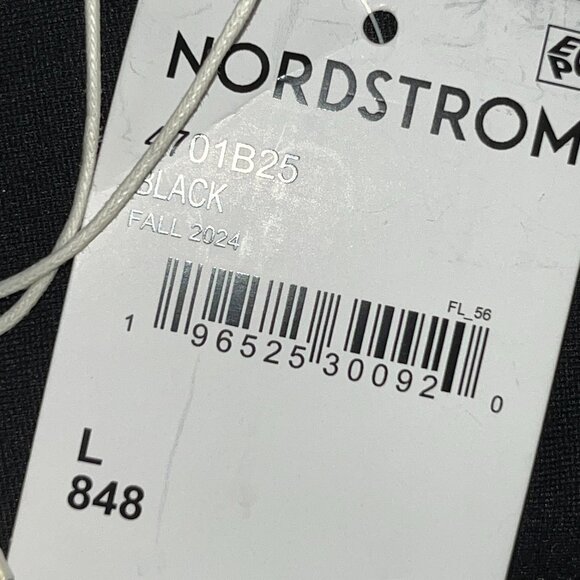 NORDSTROM
4701B25
BLACK
FALL 2024
FL_56
1 96525 30092 0
L
848